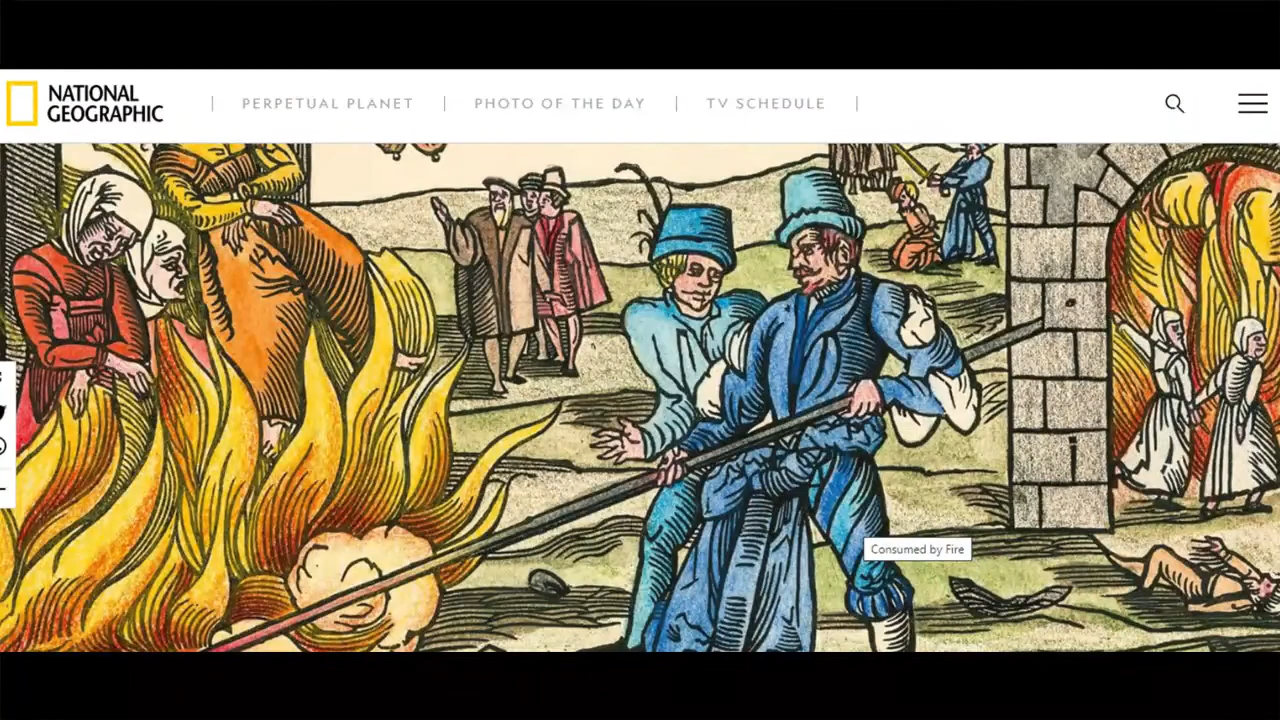 NATIONAL
GEOGRAPHIC
PERPETUAL PLANET
PHOTO OF THE DAY
TV SCHEDULE
Consumed by Fire